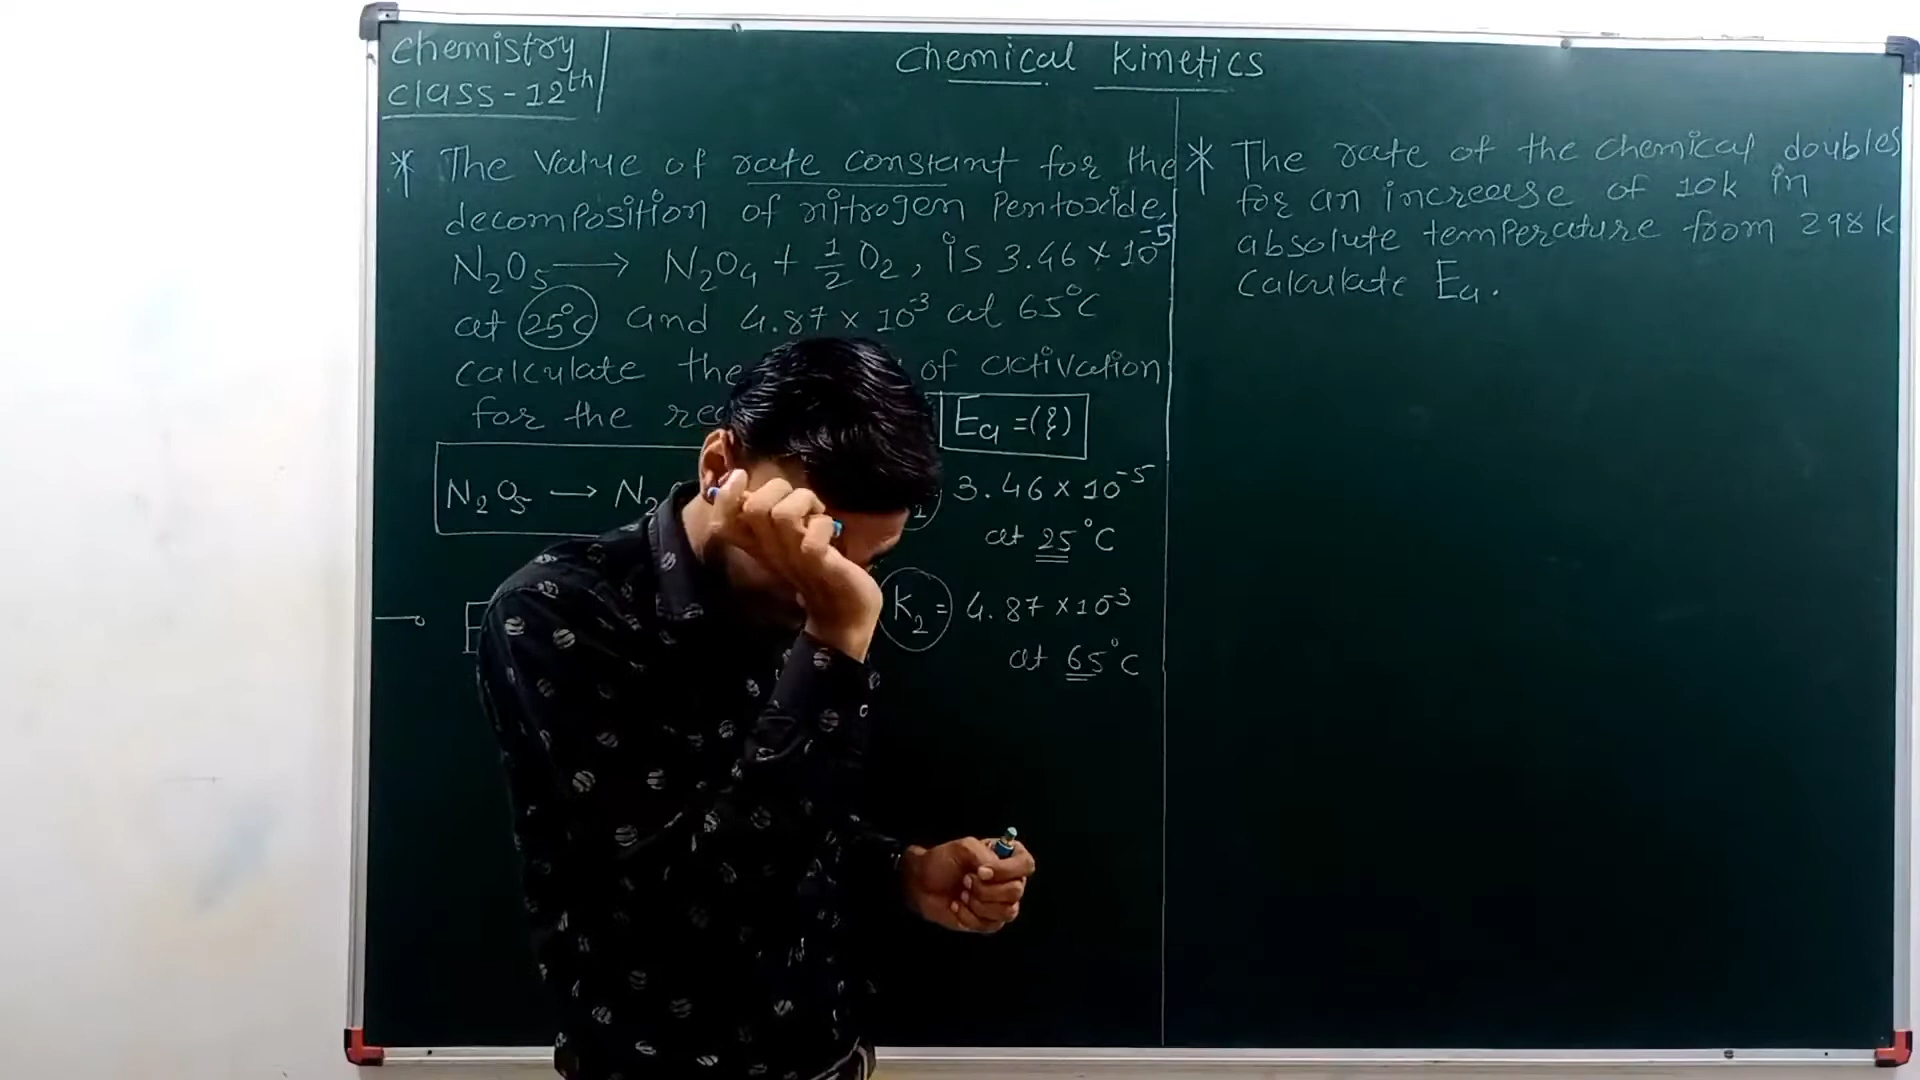 Chemistry
Class-12th
Chemical Kinetics
* The Value of rate constant for the
decomposition of nitrogen Pentoxide,
N₂O₅ → N₂O₄ + 1/2 O₂, is 3.46 × 10⁻⁵
at 25°C and 4.87 × 10⁻³ at 65°C
Calculate the of activation
for the
Ea = ( )
N₂O₅ →
3.46 × 10⁻⁵
at 25°C
K₂ = 4.87 × 10⁻³
at 65°C
* The rate of the chemical doubles
for an increase of 10k in
absolute temperature from 298k
Calculate Ea.